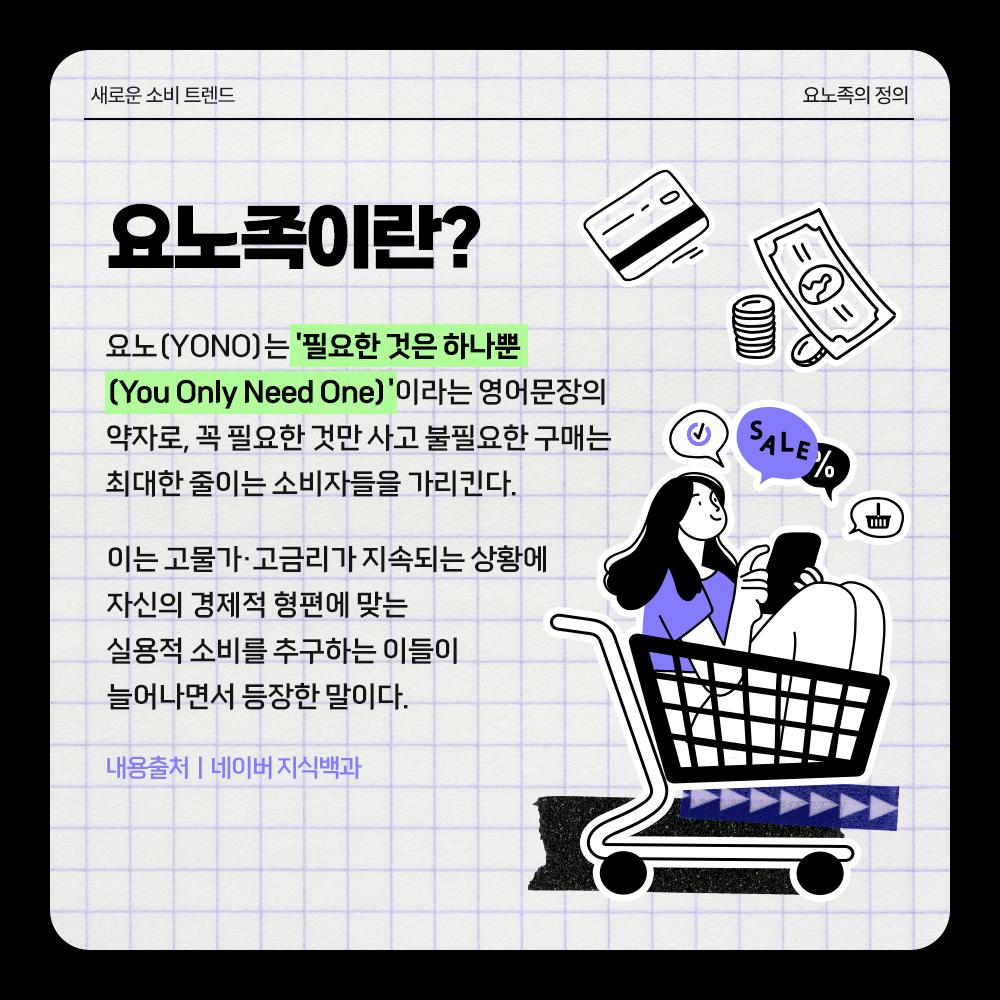 새로운 소비 트렌드
요노족의 정의
요노족이란?
요노(YONO)는 '필요한 것은 하나뿐
(You Only Need One)'이라는 영어문장의
약자로, 꼭 필요한 것만 사고 불필요한 구매는
최대한 줄이는 소비자들을 가리킨다.
SALE
%
이는 고물가·고금리가 지속되는 상황에
자신의 경제적 형편에 맞는
실용적 소비를 추구하는 이들이
늘어나면서 등장한 말이다.
내용출처 | 네이버 지식백과